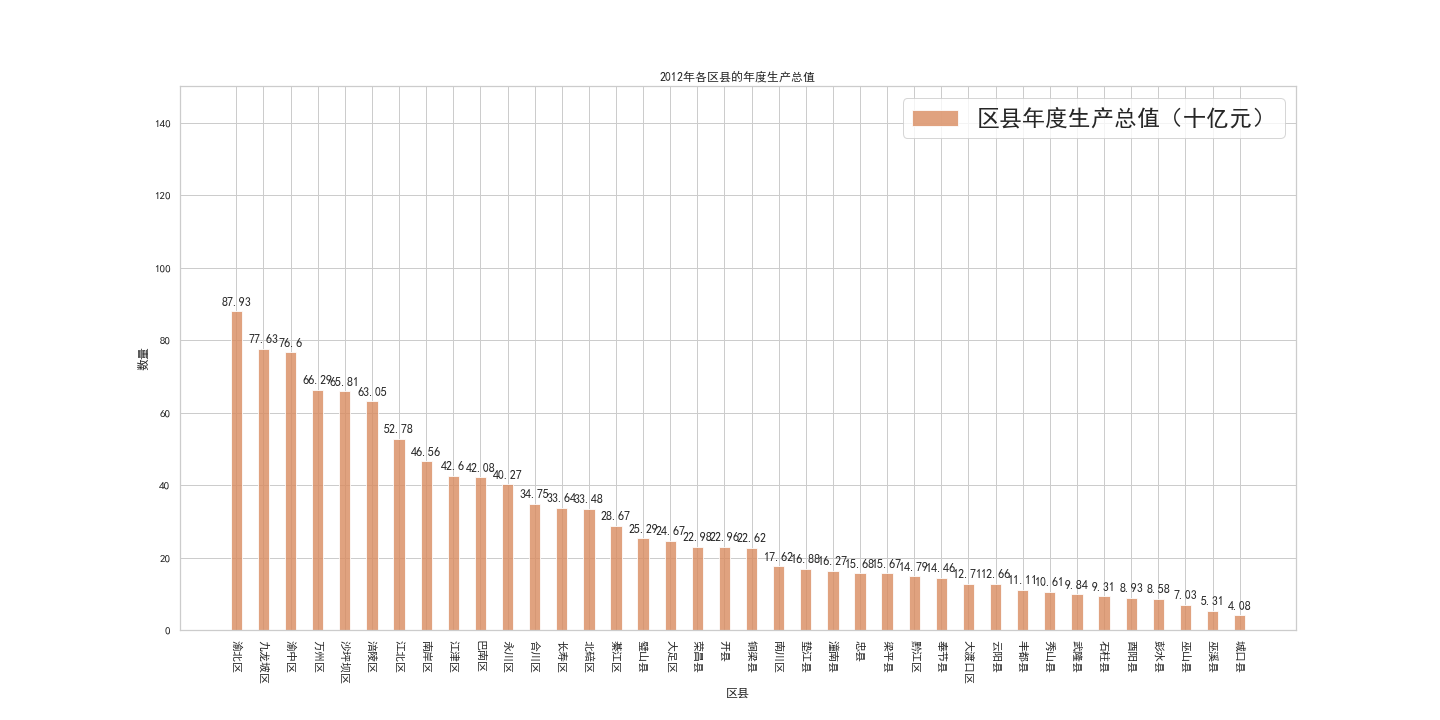 2012年各区县的年度生产总值
区县年度生产总值（十亿元）
数量
140
120
100
80
60
40
20
0
87.93
77.63
76.6
66.29
65.81
63.05
52.78
46.56
42.6
42.08
40.27
34.75
33.64
33.48
28.67
25.29
24.67
22.98
22.96
22.62
17.62
16.88
16.27
15.68
15.67
14.79
14.46
12.71
12.66
11.11
10.61
9.84
9.31
8.93
8.58
7.03
5.31
4.08
渝北区
九龙坡区
渝中区
万州区
沙坪坝区
涪陵区
江北区
南岸区
江津区
巴南区
永川区
合川区
长寿区
北碚区
綦江区
璧山县
大足区
荣昌县
开县
铜梁县
南川区
垫江县
潼南县
忠县
梁平县
黔江区
奉节县
大渡口区
云阳县
丰都县
秀山县
武隆县
石柱县
酉阳县
彭水县
巫山县
巫溪县
城口县
区县